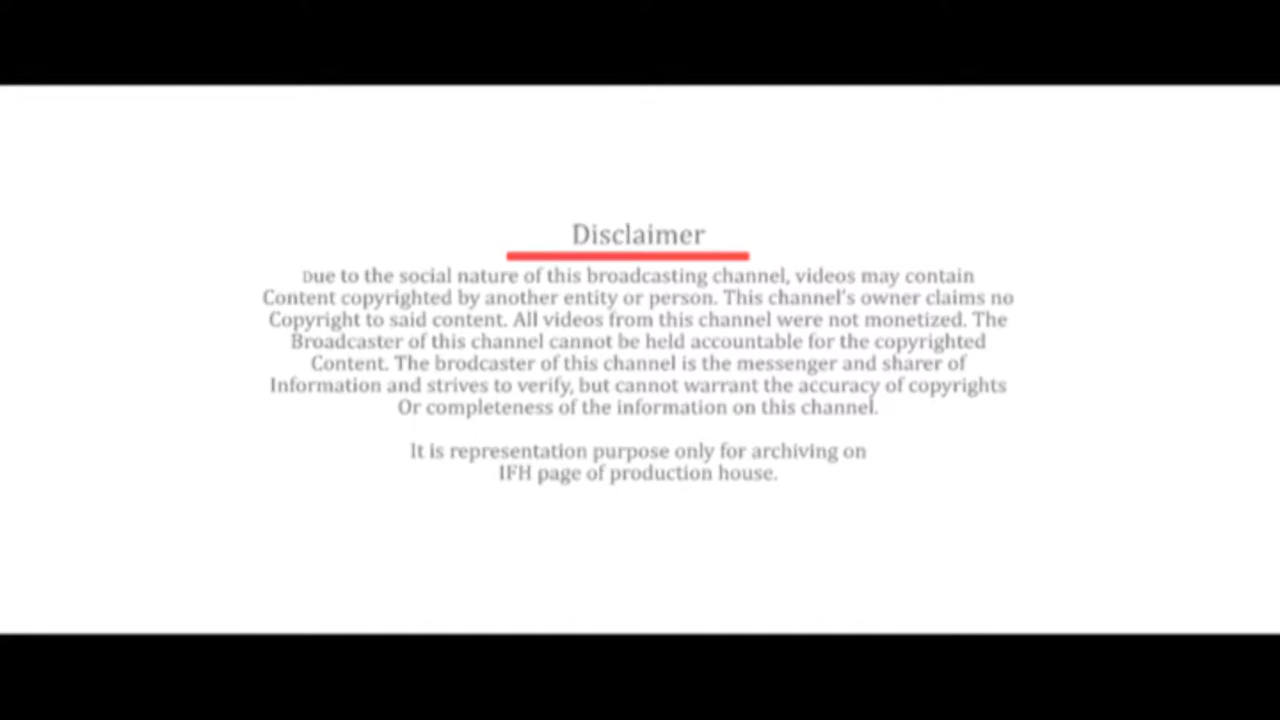 Disclaimer
Due to the social nature of this broadcasting channel, videos may contain
Content copyrighted by another entity or person. This channel's owner claims no
Copyright to said content. All videos from this channel were not monetized. The
Broadcaster of this channel cannot be held accountable for the copyrighted
Content. The brodcaster of this channel is the messenger and sharer of
Information and strives to verify, but cannot warrant the accuracy of copyrights
Or completeness of the information on this channel.
It is representation purpose only for archiving on
IFH page of production house.